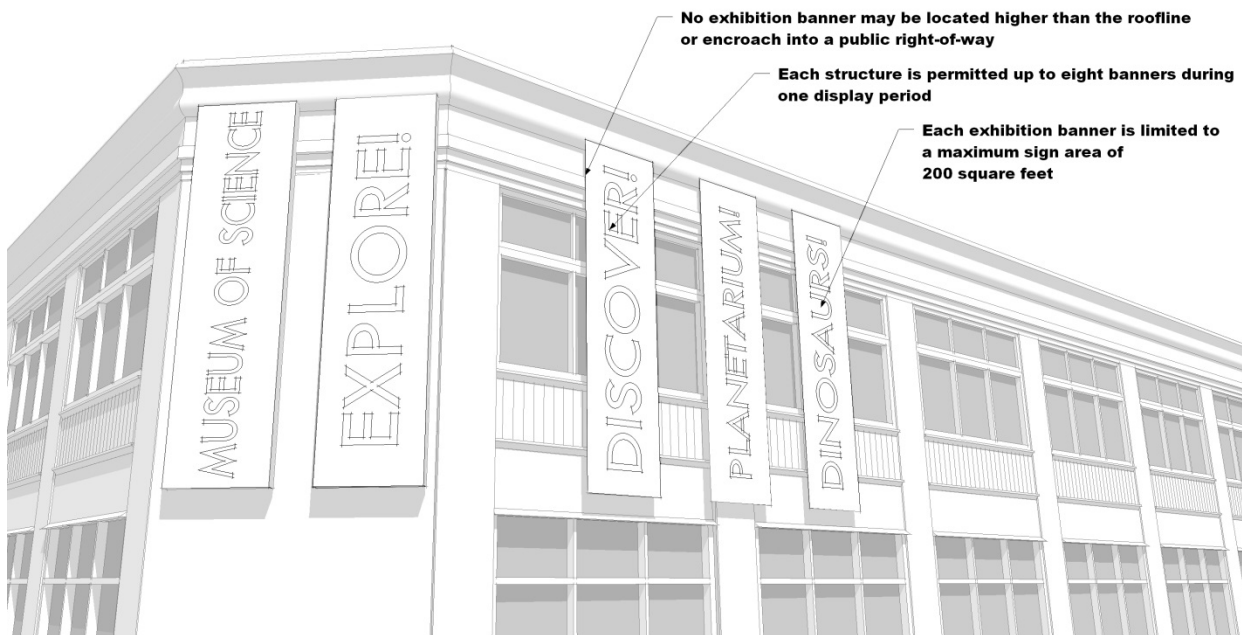 No exhibition banner may be located higher than the roofline
or encroach into a public right-of-way
Each structure is permitted up to eight banners during
one display period
Each exhibition banner is limited to
a maximum sign area of
200 square feet
MUSEUM OF SCIENCE
EXPLORE!
DISCOVER!
PLANETARIUM!
DINOSAURS!